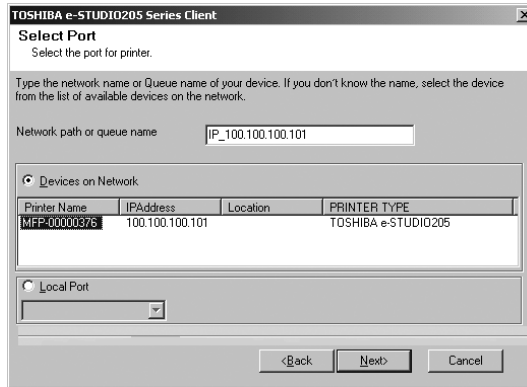 TOSHIBA e-STUDIO205 Series Client
Select Port
Select the port for printer.
Type the network name or Queue name of your device. If you don't know the name, select the device
from the list of available devices on the network.
Network path or queue name IP_100.100.100.101
Devices on Network
Printer Name IPAddress Location PRINTER TYPE
MFP-00000376 100.100.100.101 TOSHIBA e-STUDIO205
Local Port
<Back Next> Cancel